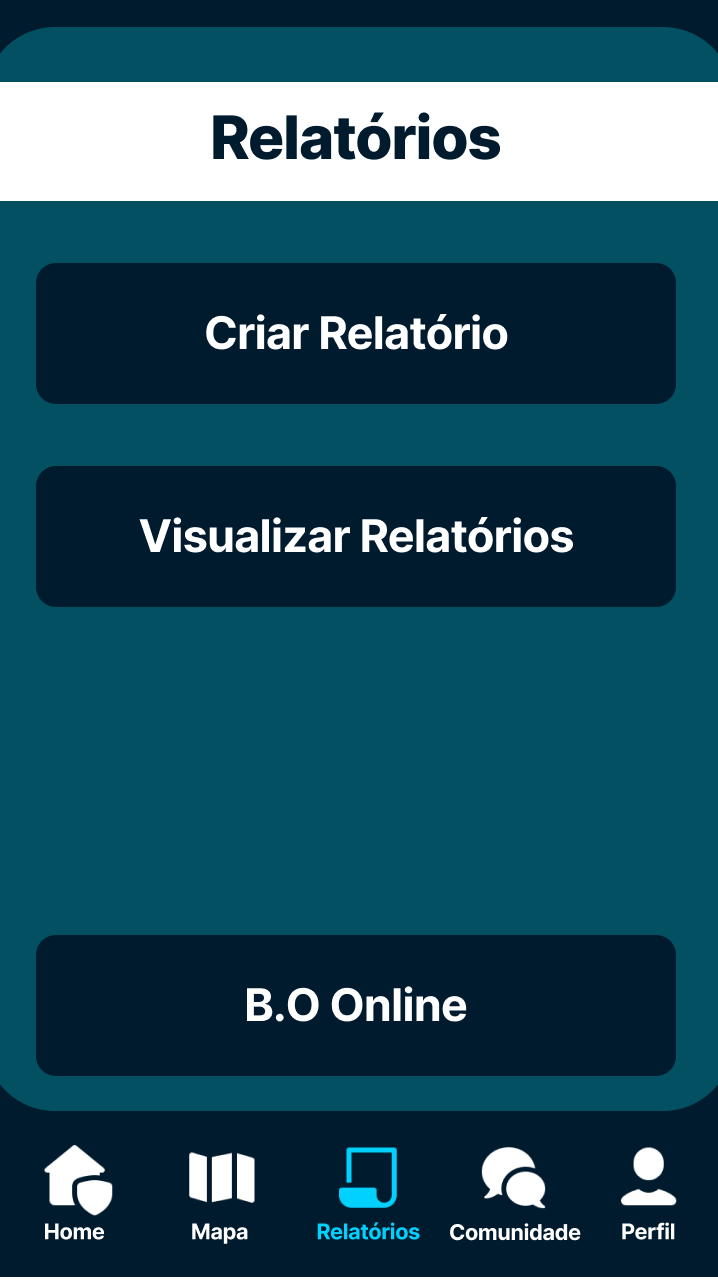 Relatórios
Criar Relatório
Visualizar Relatórios
B.O Online
Home
Mapa
Relatórios
Comunidade
Perfil